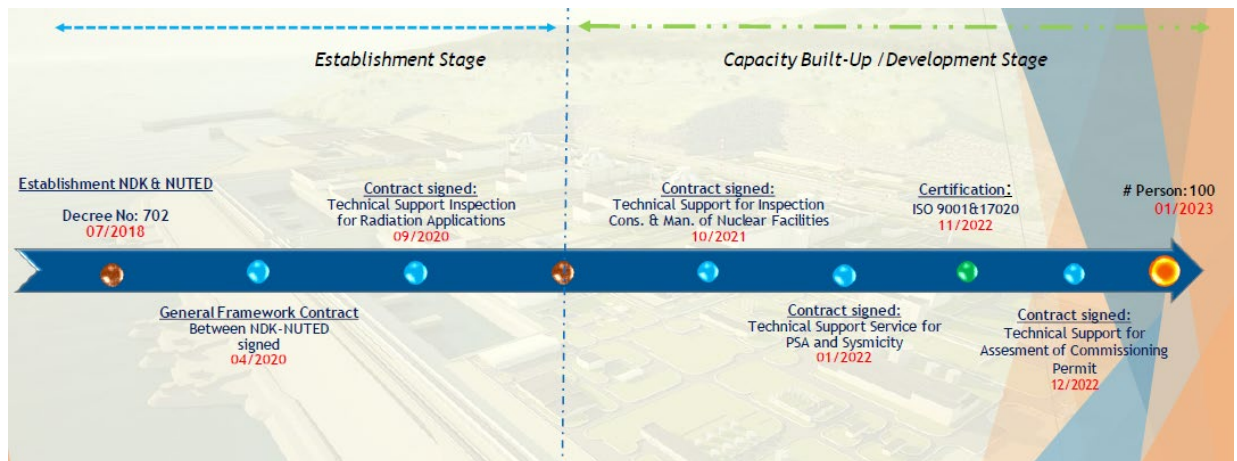 Establishment Stage
Capacity Built-Up /Development Stage
Establishment NDK & NUTED
Decree No: 702
07/2018
General Framework Contract
Between NDK-NUTED
signed
04/2020
Contract signed:
Technical Support Inspection
for Radiation Applications
09/2020
Contract signed:
Technical Support for Inspection
Cons. & Man. of Nuclear Facilities
10/2021
Contract signed:
Technical Support Service for
PSA and Sysmicity
01/2022
Certification:
ISO 9001&17020
11/2022
Contract signed:
Technical Support for
Assesment of Commissioning
Permit
12/2022
# Person: 100
01/2023